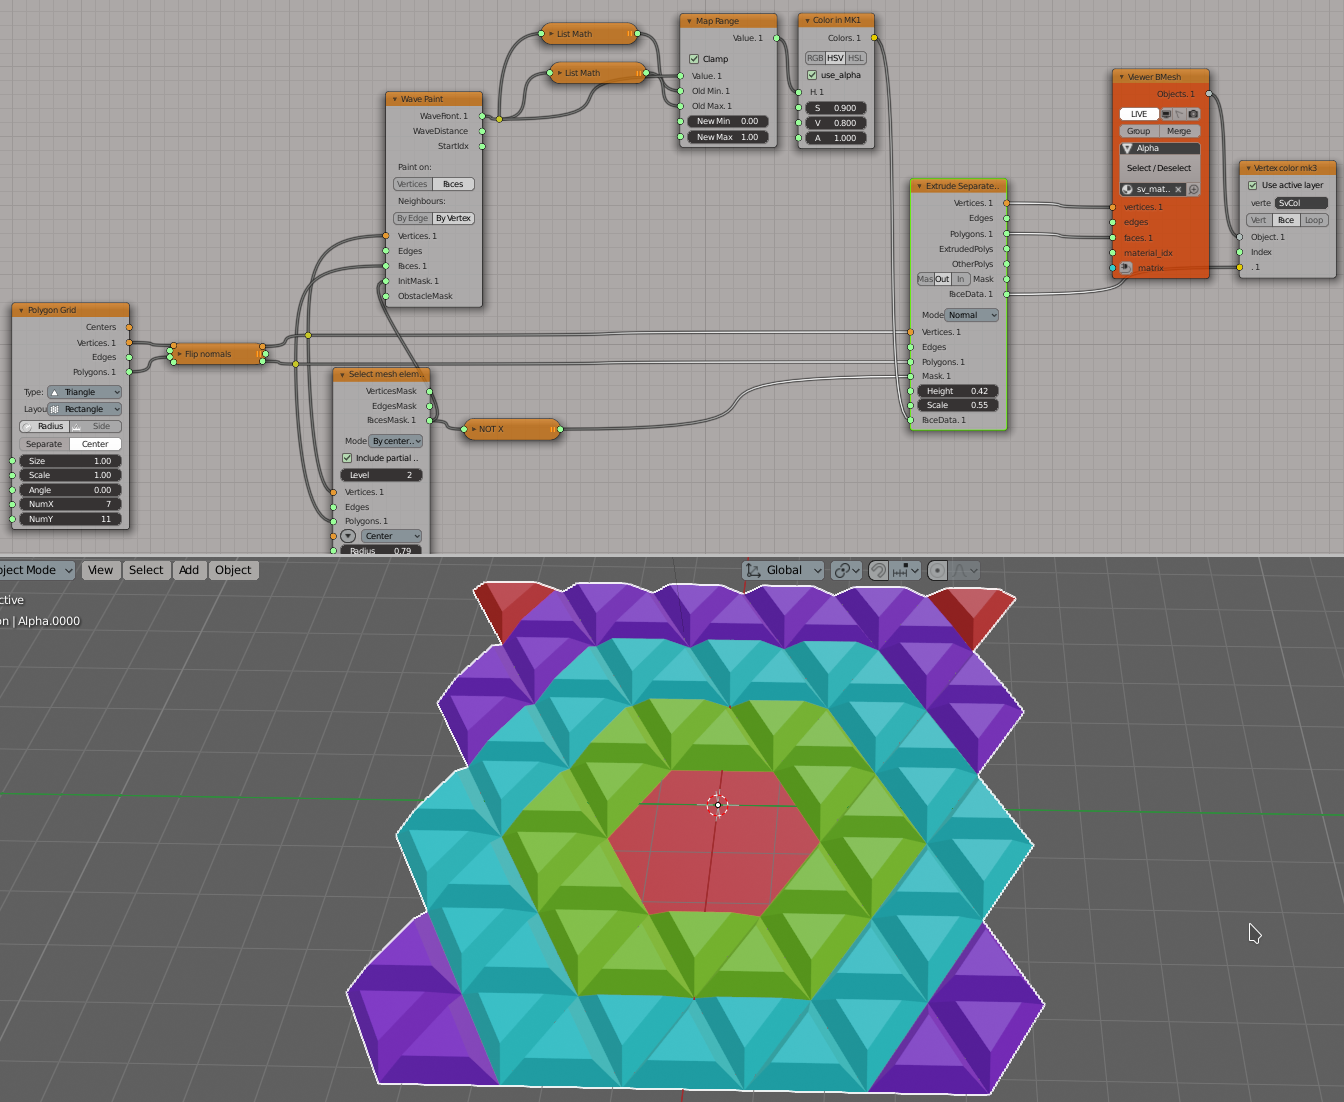 List Math
List Math
Map Range
Value. 1
Clamp
Value. 1
Old Min. 1
Old Max. 1
New Min 0.00
New Max 1.00
Color in MK1
Colors. 1
RGB HSV HSL
use_alpha
H. 1
S 0.900
V 0.800
A 1.000
Wave Paint
WaveFront. 1
WaveDistance
StartIdx
Paint on:
Vertices Faces
Neighbours:
By Edge By Vertex
Vertices. 1
Edges
Faces. 1
InitMask. 1
ObstacleMask
Viewer BMesh
Objects. 1
LIVE
Group Merge
Alpha
Select / Deselect
sv_mat..
vertices. 1
edges
faces. 1
material_idx
matrix
Vertex color mk3
Use active layer
verte SvCol
Vert Face Loop
Object. 1
Index
. 1
Extrude Separate..
Vertices. 1
Edges
Polygons. 1
ExtrudedPolys
OtherPolys
Mas Out In Mask
FaceData. 1
Mode Normal
Vertices. 1
Edges
Polygons. 1
Mask. 1
Height 0.42
Scale 0.55
FaceData. 1
Polygon Grid
Centers
Vertices. 1
Edges
Polygons. 1
Type: Triangle
Layou Rectangle
Radius Side
Separate Center
Size 1.00
Scale 1.00
Angle 0.00
NumX 7
NumY 11
Flip normals
Select mesh elem..
VerticesMask
EdgesMask
FacesMask. 1
Mode By center..
Include partial ..
Level 2
Vertices. 1
Edges
Polygons. 1
Center
Radius 0.79
NOT X
ject Mode View Select Add Object Global
ctive
n | Alpha.0000